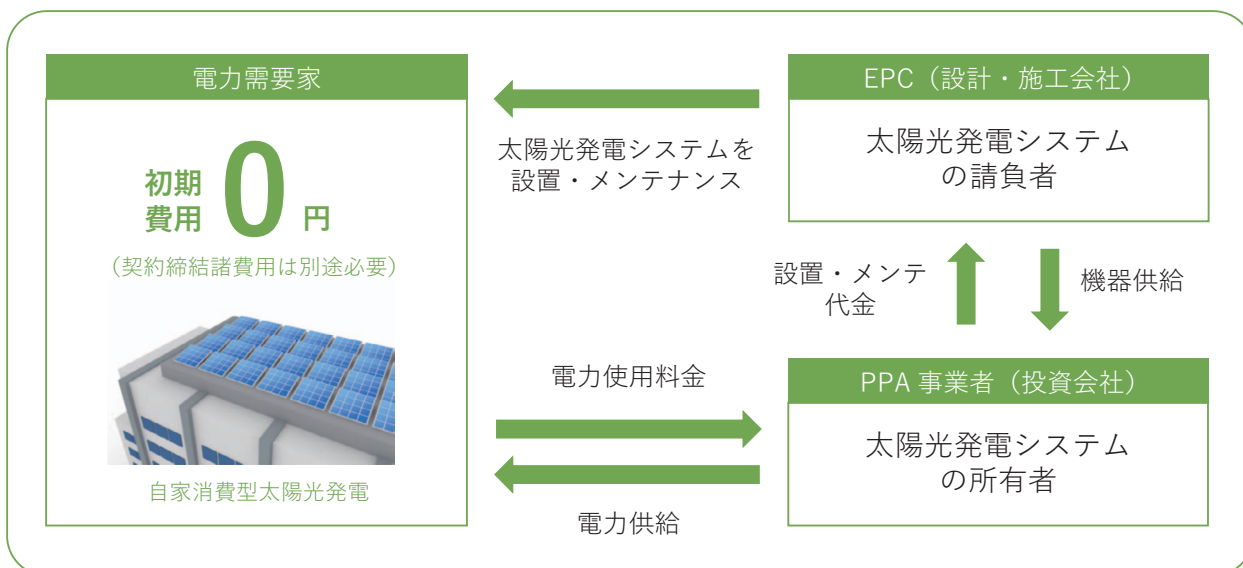 電力需要家
初期
費用
0
円
（契約締結諸費用は別途必要）
自家消費型太陽光発電
太陽光発電システムを
設置・メンテナンス
電力使用料金
電力供給
EPC（設計・施工会社）
太陽光発電システム
の請負者
設置・メンテ
代金
機器供給
PPA 事業者（投資会社）
太陽光発電システム
の所有者